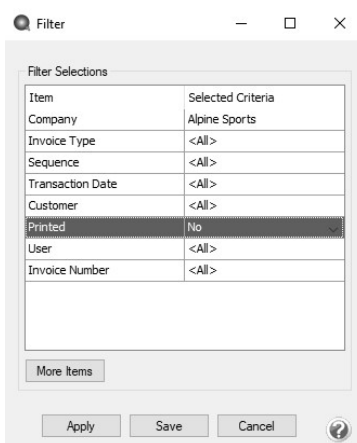 Filter
Filter Selections
Item Selected Criteria
Company Alpine Sports
Invoice Type <All>
Sequence <All>
Transaction Date <All>
Customer <All>
Printed No
User <All>
Invoice Number <All>
More Items
Apply Save Cancel ?